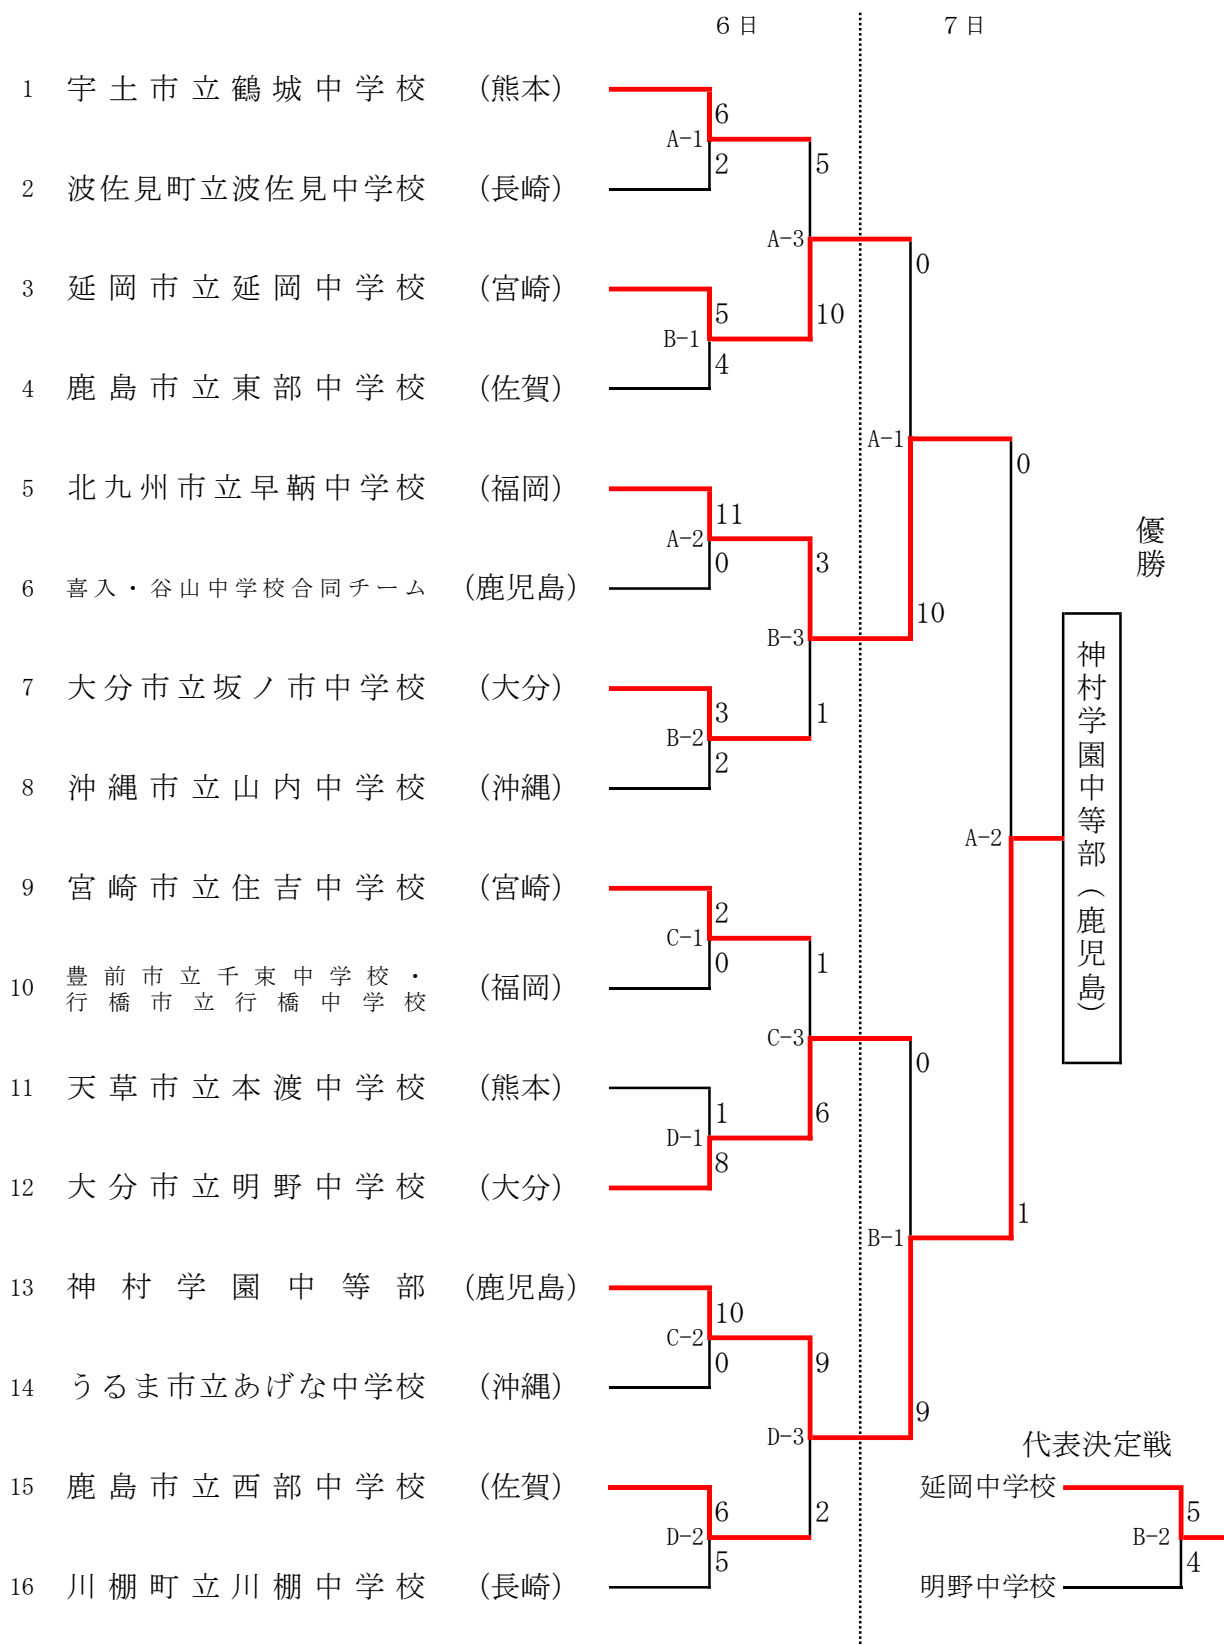 ６日
７日
1 宇土市立鶴城中学校 (熊本)
6
A-1
2
5
2 波佐見町立波佐見中学校 (長崎)
A-3
0
3 延岡市立延岡中学校 (宮崎)
5
10
B-1
4
4 鹿島市立東部中学校 (佐賀)
A-1
0
5 北九州市立早鞆中学校 (福岡)
11
A-2
0
3
6 喜入・谷山中学校合同チーム (鹿児島)
10
B-3
7 大分市立坂ノ市中学校 (大分)
3
1
B-2
2
8 沖縄市立山内中学校 (沖縄)
A-2
優勝
神村学園中等部(鹿児島)
9 宮崎市立住吉中学校 (宮崎)
2
C-1
0
1
10 豊前市立千束中学校・
行橋市立行橋中学校 (福岡)
C-3
0
11 天草市立本渡中学校 (熊本)
1
6
D-1
8
12 大分市立明野中学校 (大分)
1
B-1
13 神村学園中等部 (鹿児島)
10
C-2
0
9
14 うるま市立あげな中学校 (沖縄)
9
D-3
15 鹿島市立西部中学校 (佐賀)
6
2
D-2
5
16 川棚町立川棚中学校 (長崎)
代表決定戦
延岡中学校
5
B-2
4
明野中学校